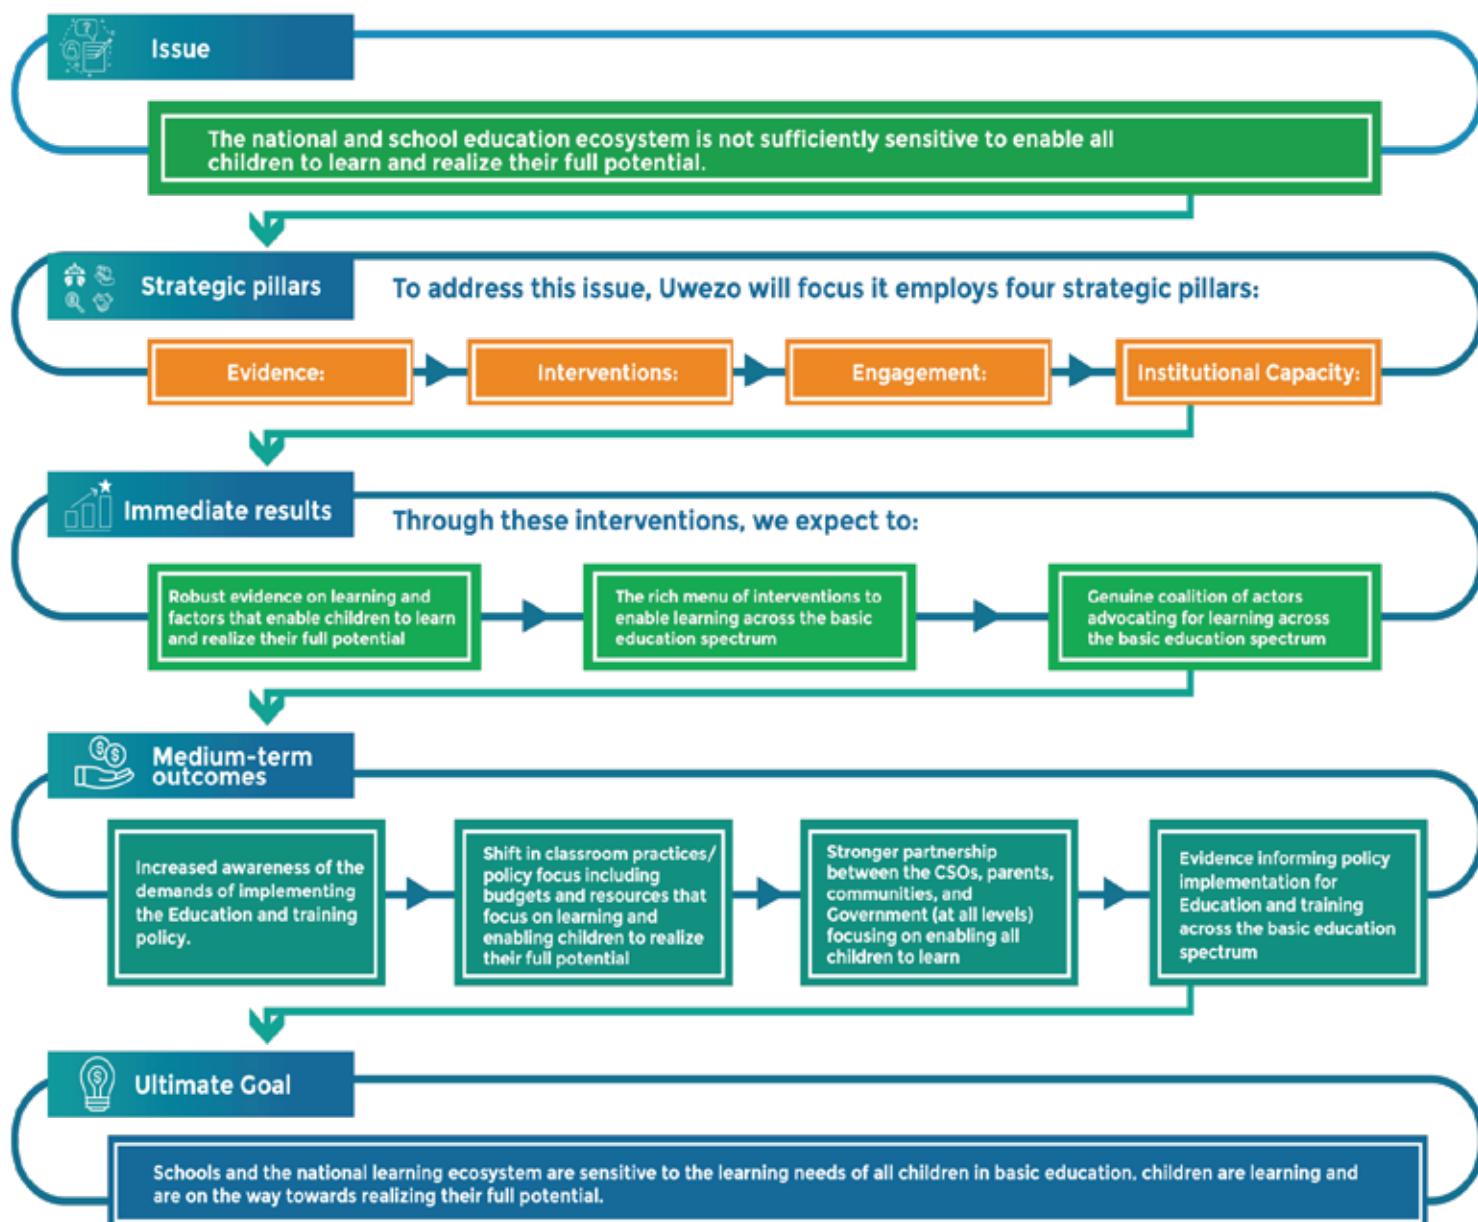 Issue
The national and school education ecosystem is not sufficiently sensitive to enable all
children to learn and realize their full potential.
Strategic pillars
To address this issue, Uwezo will focus it employs four strategic pillars:
Evidence:
Interventions:
Engagement:
Institutional Capacity:
Immediate results
Through these interventions, we expect to:
Robust evidence on learning and
factors that enable children to learn
and realize their full potential
The rich menu of interventions to
enable learning across the basic
education spectrum
Genuine coalition of actors
advocating for learning across
the basic education spectrum
Medium-term
outcomes
Increased awareness of the
demands of implementing
the Education and training
policy.
Shift in classroom practices/
policy focus including
budgets and resources that
focus on learning and
enabling children to realize
their full potential
Stronger partnership
between the CSOs, parents,
communities, and
Government (at all levels)
focusing on enabling all
children to learn
Evidence informing policy
implementation for
Education and training
across the basic education
spectrum
Ultimate Goal
Schools and the national learning ecosystem are sensitive to the learning needs of all children in basic education. children are learning and
are on the way towards realizing their full potential.